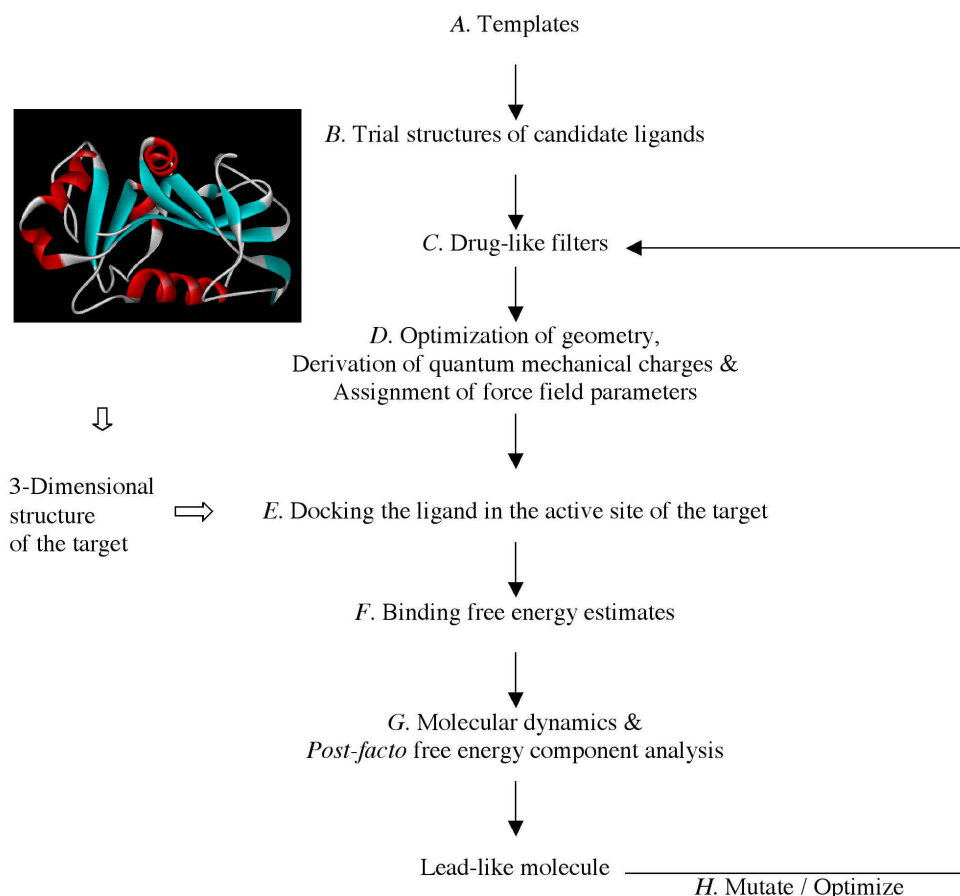 A. Templates
B. Trial structures of candidate ligands
C. Drug-like filters
D. Optimization of geometry,
Derivation of quantum mechanical charges &
Assignment of force field parameters
3-Dimensional
structure
of the target
E. Docking the ligand in the active site of the target
F. Binding free energy estimates
G. Molecular dynamics &
Post-facto free energy component analysis
Lead-like molecule
H. Mutate / Optimize